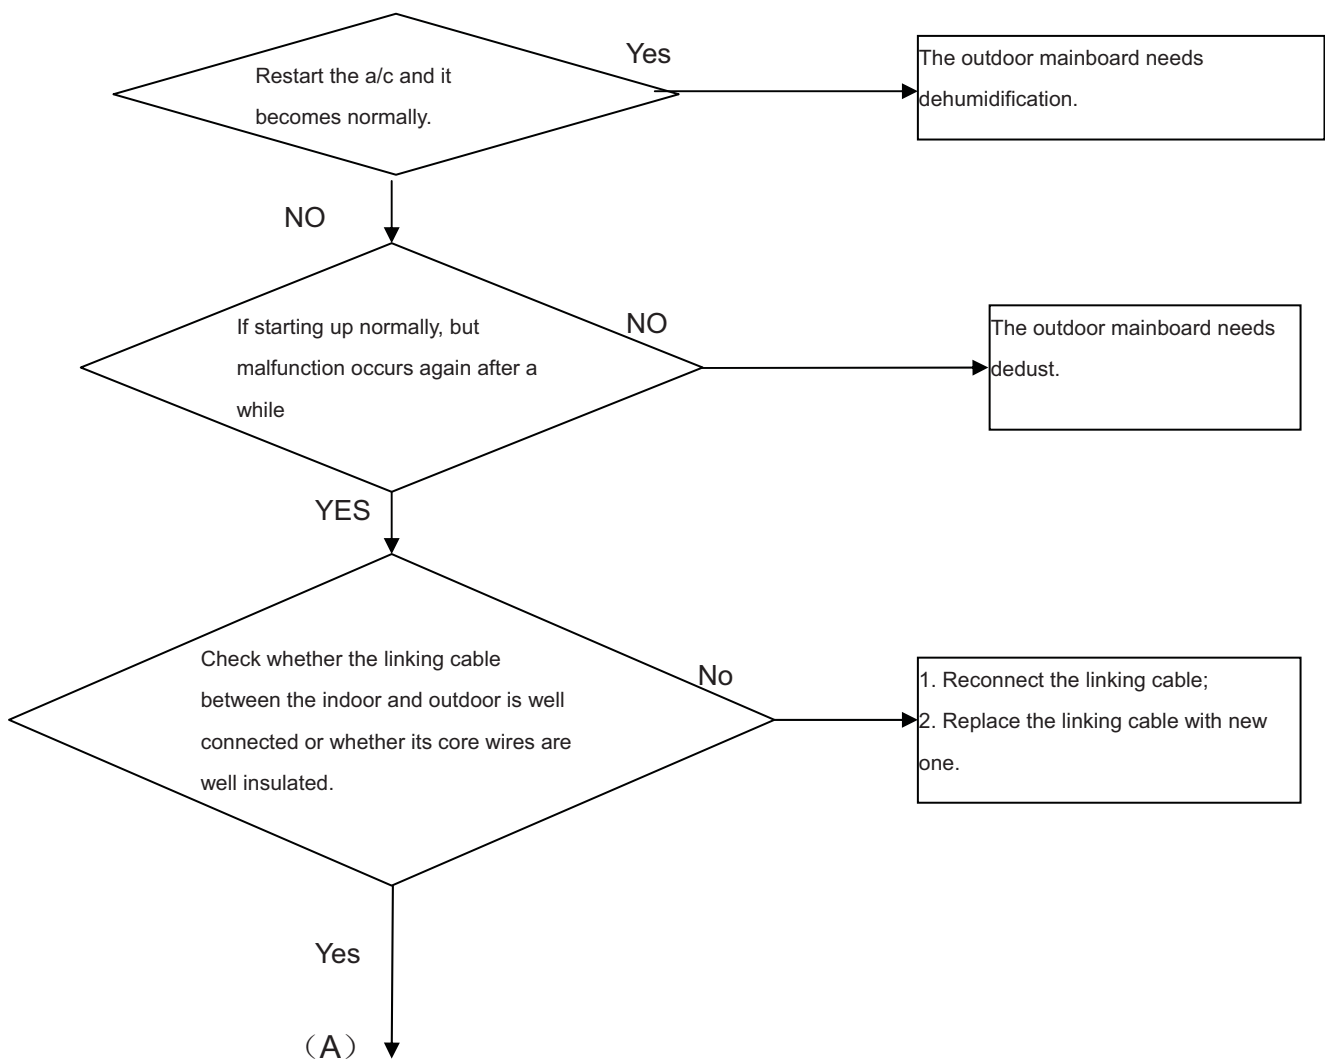 Restart the a/c and it
becomes normally.
Yes
The outdoor mainboard needs
dehumidification.
NO
If starting up normally, but
malfunction occurs again after a
while
NO
The outdoor mainboard needs
dedust.
YES
Check whether the linking cable
between the indoor and outdoor is well
connected or whether its core wires are
well insulated.
No
1. Reconnect the linking cable;
2. Replace the linking cable with new
one.
Yes
（A）